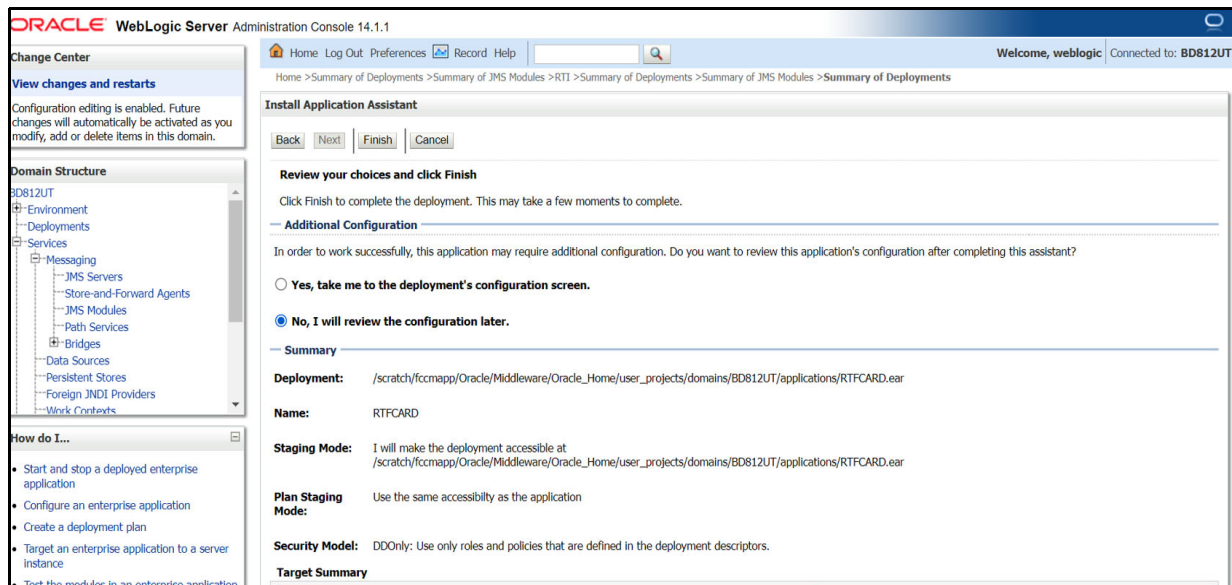 ORACLE WebLogic Server Administration Console 14.1.1
Change Center
View changes and restarts
Configuration editing is enabled. Future
changes will automatically be activated as you
modify, add or delete items in this domain.
Domain Structure
BD812UT
Environment
Deployments
Services
Messaging
JMS Servers
Store-and-Forward Agents
JMS Modules
Path Services
Bridges
Data Sources
Persistent Stores
Foreign JNDI Providers
Work Contexts
How do I...
Start and stop a deployed enterprise
application
Configure an enterprise application
Create a deployment plan
Target an enterprise application to a server
instance
Test the modules in an enterprise application
Home Log Out Preferences Record Help
Welcome, weblogic Connected to: BD812UT
Home >Summary of Deployments >Summary of JMS Modules >RTI >Summary of Deployments >Summary of JMS Modules >Summary of Deployments
Install Application Assistant
Back Next Finish Cancel
Review your choices and click Finish
Click Finish to complete the deployment. This may take a few moments to complete.
Additional Configuration
In order to work successfully, this application may require additional configuration. Do you want to review this application's configuration after completing this assistant?
Yes, take me to the deployment's configuration screen.
No, I will review the configuration later.
Summary
Deployment: /scratch/fccmapp/Oracle/Middleware/Oracle_Home/user_projects/domains/BD812UT/applications/RTFCARD.ear
Name: RTFCARD
Staging Mode: I will make the deployment accessible at
/scratch/fccmapp/Oracle/Middleware/Oracle_Home/user_projects/domains/BD812UT/applications/RTFCARD.ear
Plan Staging Use the same accessibilty as the application
Mode:
Security Model: DDOnly: Use only roles and policies that are defined in the deployment descriptors.
Target Summary